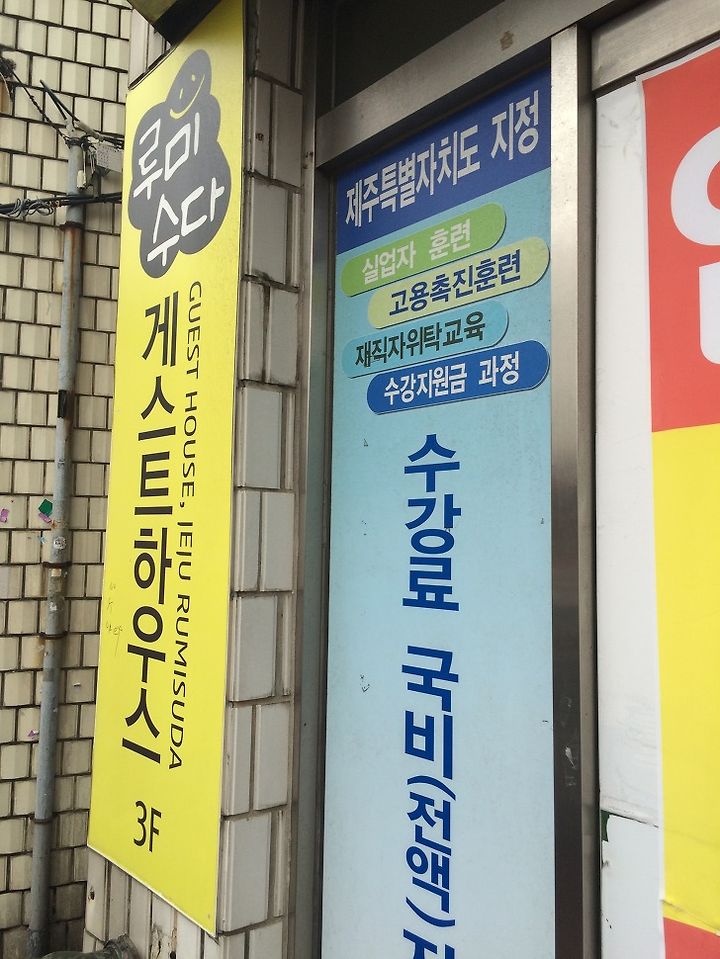 루미
수다
게스트하우스
GUEST HOUSE, JEJU RUMISUDA
3F
제주특별자치도 지정
실업자 훈련
고용촉진훈련
재직자위탁교육
수강지원금 과정
수강료 국비(전액)